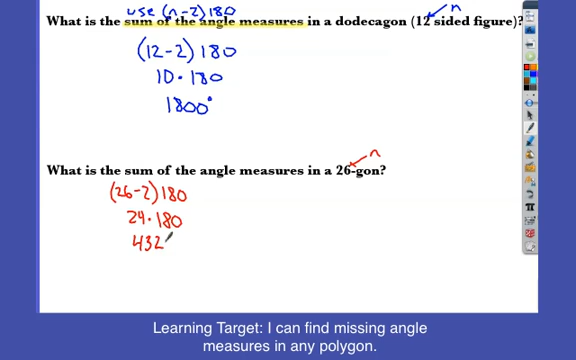 use (n-2)180
What is the sum of the angle measures in a dodecagon (12 sided figure)?
n
(12-2)180
10·180
1800°
n
What is the sum of the angle measures in a 26-gon?
(26-2)180
24·180
432
Learning Target: I can find missing angle
measures in any polygon.